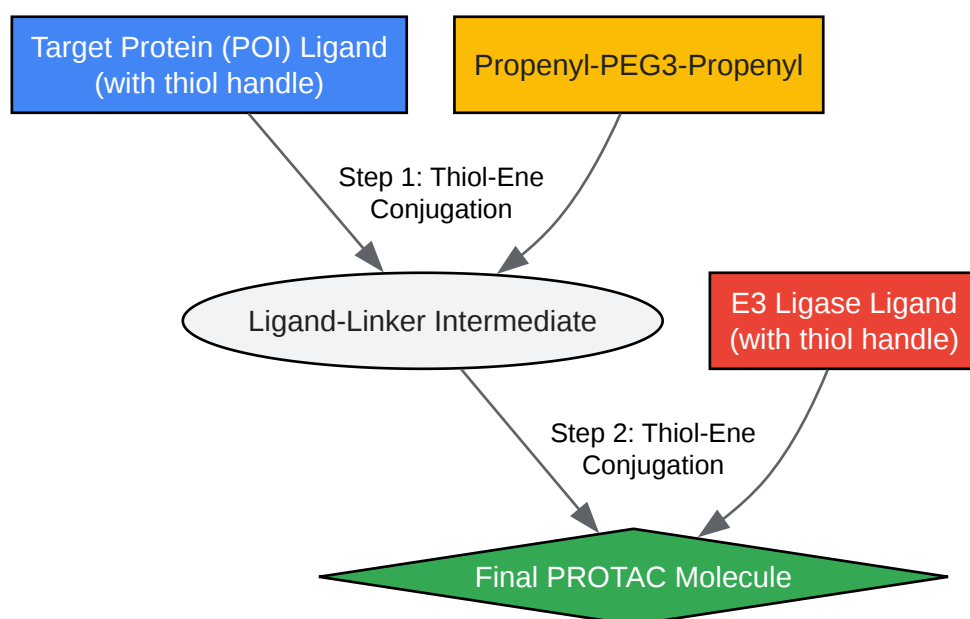 Target Protein (POI) Ligand
(with thiol handle)
Propenyl-PEG3-Propenyl
Step 1: Thiol-Ene
Conjugation
Ligand-Linker Intermediate
E3 Ligase Ligand
(with thiol handle)
Step 2: Thiol-Ene
Conjugation
Final PROTAC Molecule